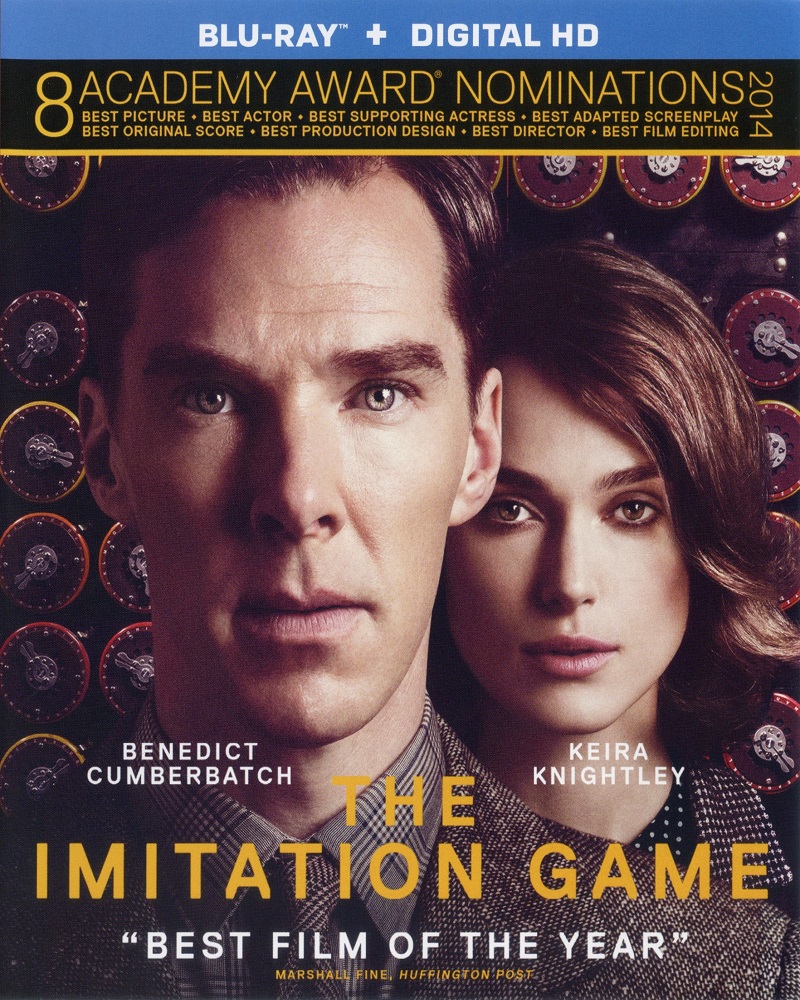 BLU-RAY™ + DIGITAL HD
8 ACADEMY AWARD® NOMINATIONS 2014
BEST PICTURE • BEST ACTOR • BEST SUPPORTING ACTRESS • BEST ADAPTED SCREENPLAY
BEST ORIGINAL SCORE • BEST PRODUCTION DESIGN • BEST DIRECTOR • BEST FILM EDITING
BENEDICT
CUMBERBATCH
KEIRA
KNIGHTLEY
THE
IMITATION GAME
“BEST FILM OF THE YEAR”
MARSHALL FINE, HUFFINGTON POST